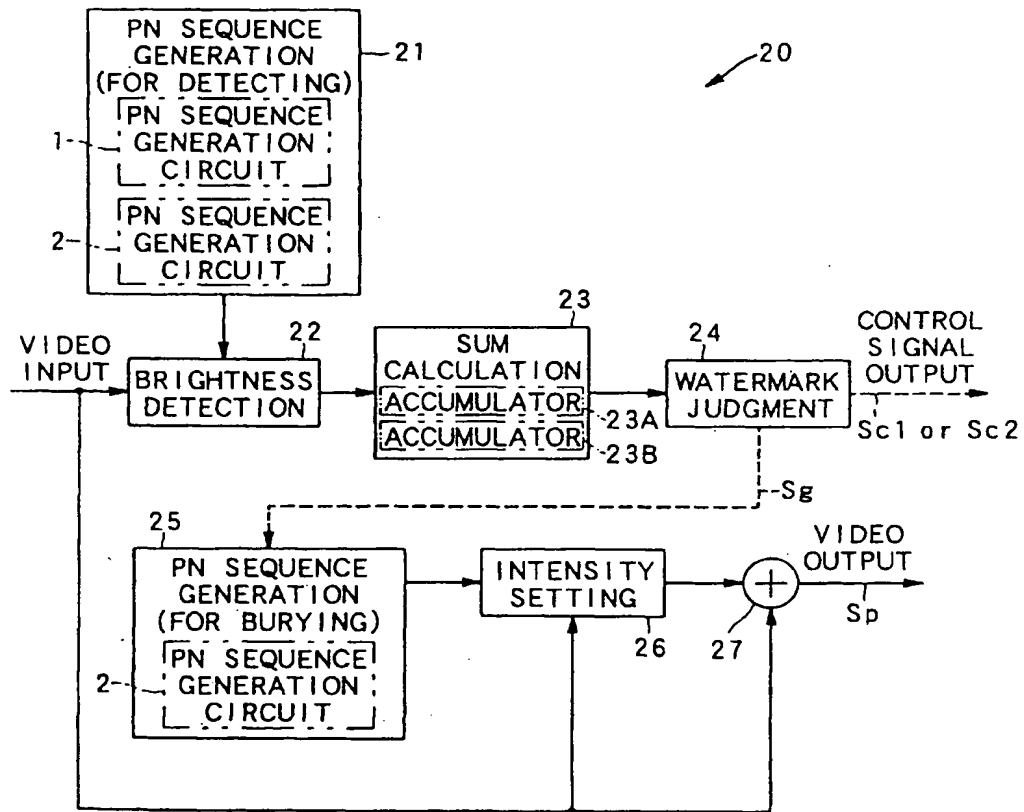 PN SEQUENCE
GENERATION
(FOR DETECTING)
21
20
1
PN SEQUENCE
GENERATION
CIRCUIT
2
PN SEQUENCE
GENERATION
CIRCUIT
VIDEO
INPUT
22
BRIGHTNESS
DETECTION
23
SUM
CALCULATION
ACCUMULATOR
23A
ACCUMULATOR
23B
24
WATERMARK
JUDGMENT
CONTROL
SIGNAL
OUTPUT
Sc1 or Sc2
Sg
25
PN SEQUENCE
GENERATION
(FOR BURYING)
2
PN SEQUENCE
GENERATION
CIRCUIT
INTENSITY
SETTING
26
+
27
VIDEO
OUTPUT
Sp